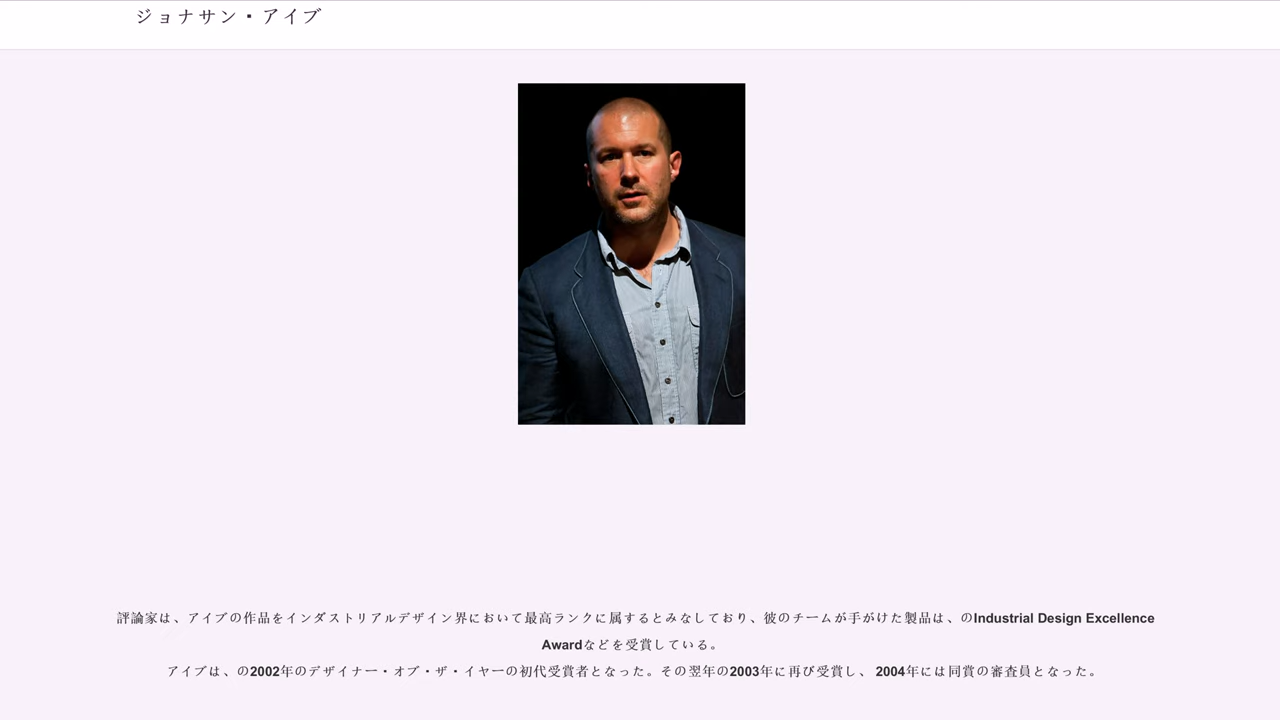 ジョナサン・アイブ
評論家は、アイブの作品をインダストリアルデザイン界において最高ランクに属するとみなしており、彼のチームが手がけた製品は、のIndustrial Design Excellence
Awardなどを受賞している。
アイブは、の2002年のデザイナー・オブ・ザ・イヤーの初代受賞者となった。その翌年の2003年に再び受賞し、 2004年には同賞の審査員となった。